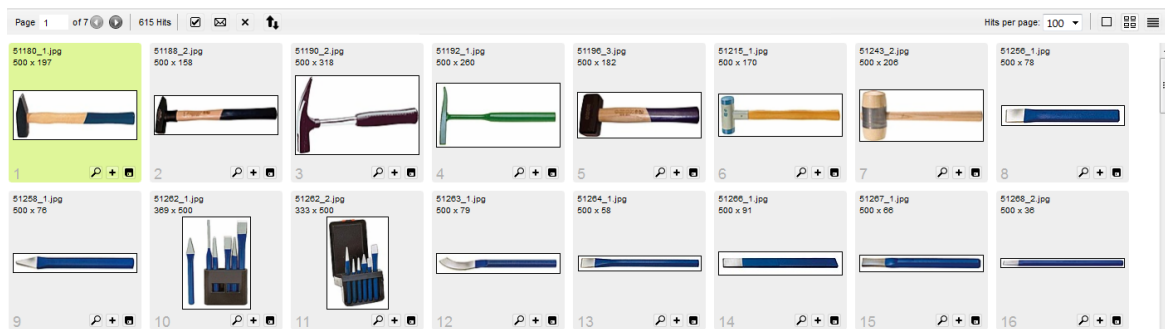 Page 1 of 7 615 Hits Hits per page: 100
51180_1.jpg
500 x 197
1
51188_2.jpg
500 x 158
2
51190_2.jpg
500 x 318
3
51192_1.jpg
500 x 260
4
51196_3.jpg
500 x 182
5
51215_1.jpg
500 x 170
6
51243_2.jpg
500 x 206
7
51256_1.jpg
500 x 78
8
51258_1.jpg
500 x 76
9
51262_1.jpg
369 x 500
10
51262_2.jpg
333 x 500
11
51263_1.jpg
500 x 79
12
51264_1.jpg
500 x 58
13
51266_1.jpg
500 x 91
14
51267_1.jpg
500 x 66
15
51268_2.jpg
500 x 36
16